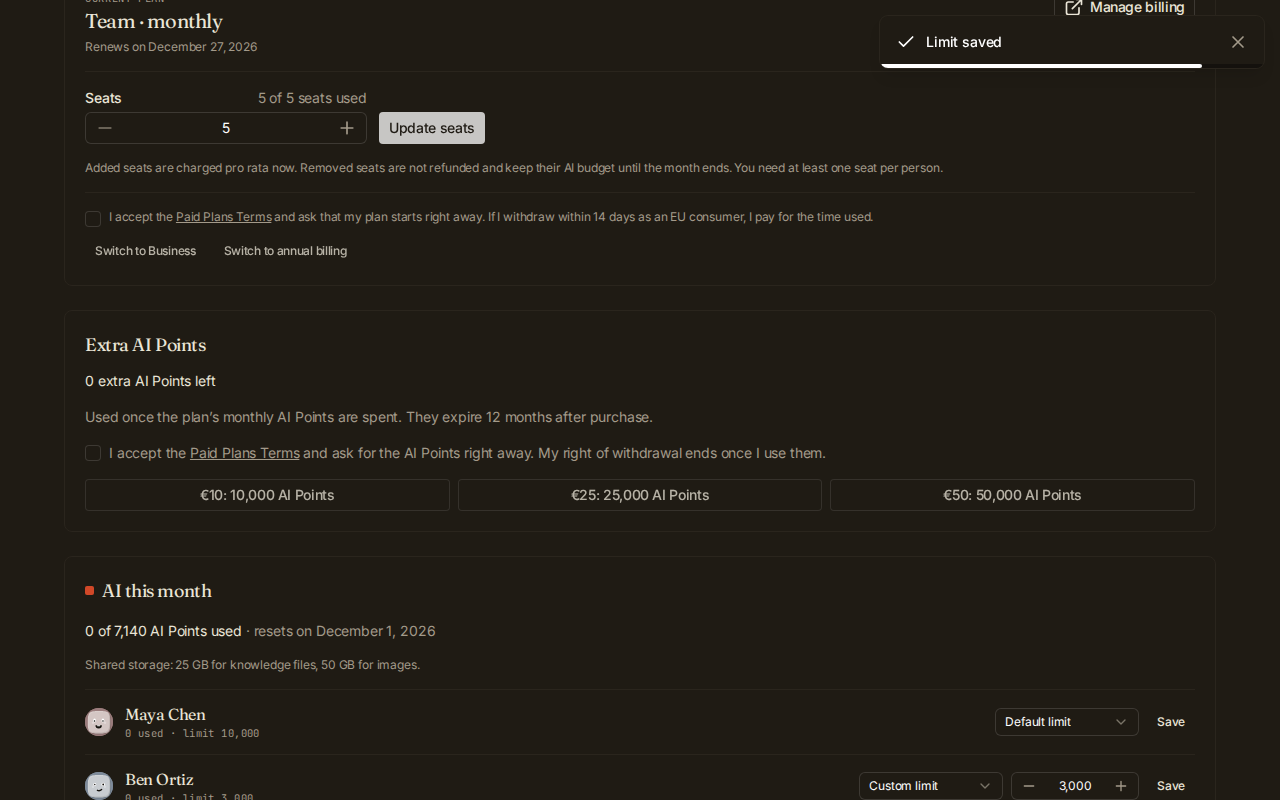 CURRENT PLAN
Team · monthly
Manage billing
Renews on December 27, 2026
Limit saved
Seats
5 of 5 seats used
5
Update seats
Added seats are charged pro rata now. Removed seats are not refunded and keep their AI budget until the month ends. You need at least one seat per person.
I accept the Paid Plans Terms and ask that my plan starts right away. If I withdraw within 14 days as an EU consumer, I pay for the time used.
Switch to Business
Switch to annual billing
Extra AI Points
0 extra AI Points left
Used once the plan's monthly AI Points are spent. They expire 12 months after purchase.
I accept the Paid Plans Terms and ask for the AI Points right away. My right of withdrawal ends once I use them.
€10: 10,000 AI Points
€25: 25,000 AI Points
€50: 50,000 AI Points
AI this month
0 of 7,140 AI Points used · resets on December 1, 2026
Shared storage: 25 GB for knowledge files, 50 GB for images.
Maya Chen
0 used · limit 10,000
Default limit
Save
Ben Ortiz
0 used · limit 3,000
Custom limit
3,000
Save